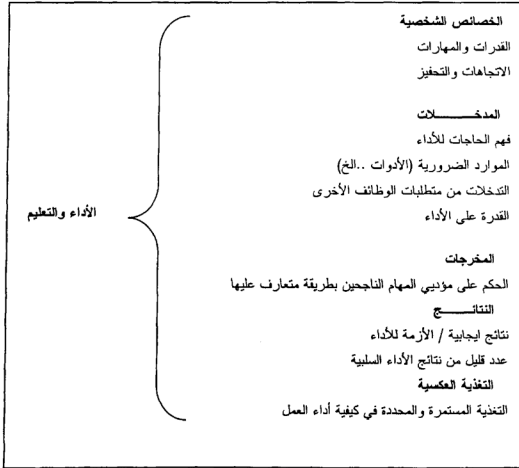 الخصائص الشخصية
القدرات والمهارات
الاتجاهات والتحفيز
المدخـــــلات
فهم الحاجات للأداء
الموارد الضرورية (الأدوات ..الخ)
التدخلات من متطلبات الوظائف الأخرى
القدرة على الأداء
الأداء والتعليم
المخرجات
الحكم على مؤديي المهام الناجحين بطريقة متعارف عليها
النتائـــــج
نتائج ايجابية / الأزمة للأداء
عدد قليل من نتائج الأداء السلبية
التغذية العكسية
التغذية المستمرة والمحددة في كيفية أداء العمل